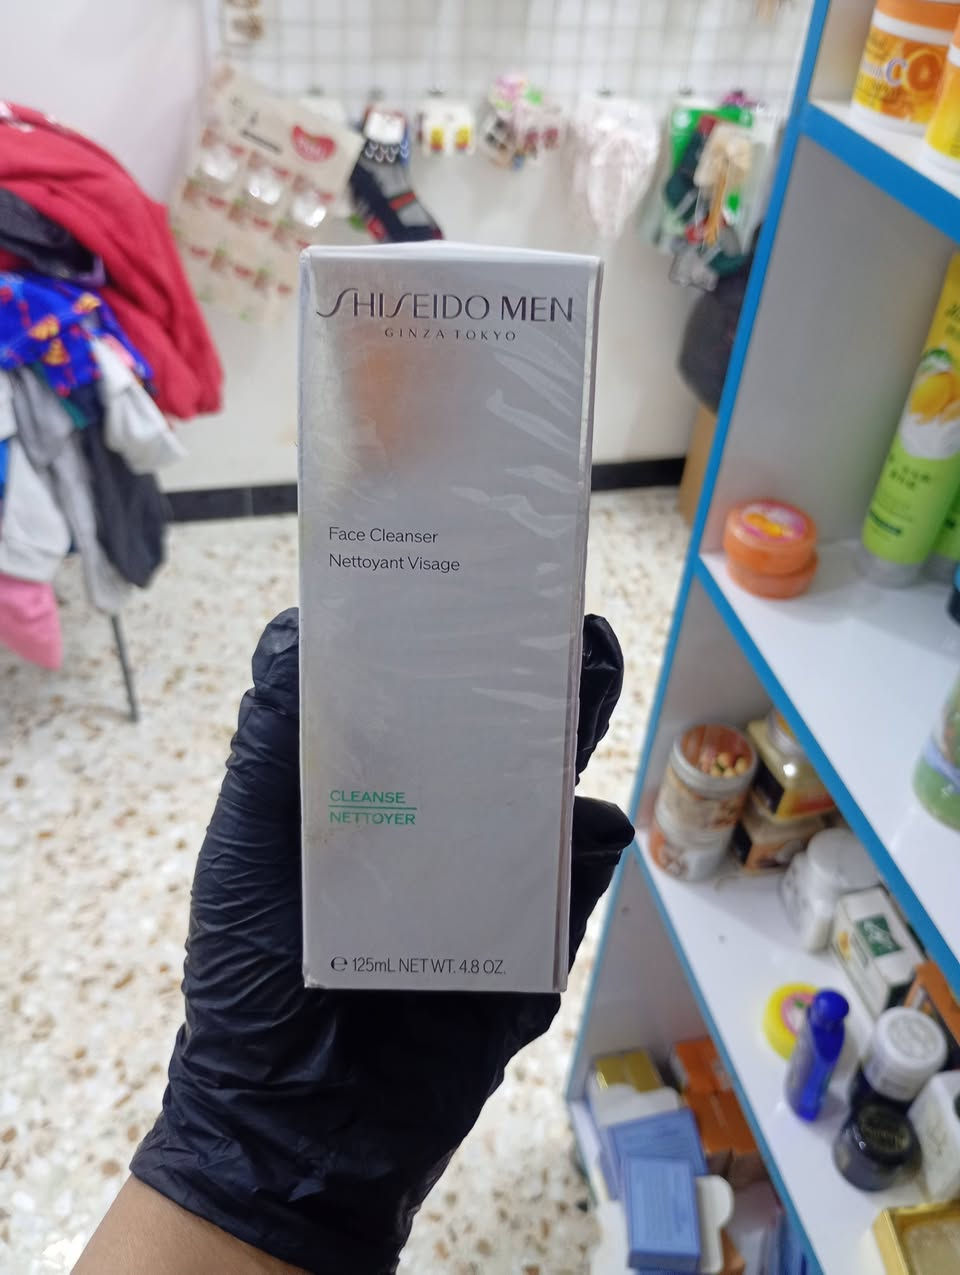 SHISEIDO MEN
GINZA TOKYO
Face Cleanser
Nettoyant Visage
CLEANSE
NETTOYER
℮ 125mL NET WT. 4.8 OZ.